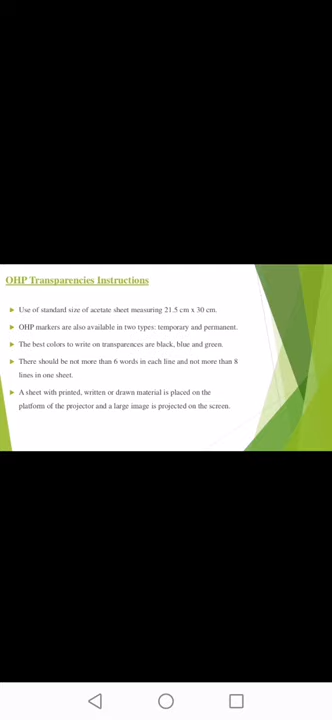 OHP Transparencies Instructions
Use of standard size of acetate sheet measuring 21.5 cm x 30 cm.
OHP markers are also available in two types: temporary and permanent.
The best colors to write on transparences are black, blue and green.
There should be not more than 6 words in each line and not more than 8
lines in one sheet.
A sheet with printed, written or drawn material is placed on the
platform of the projector and a large image is projected on the screen.